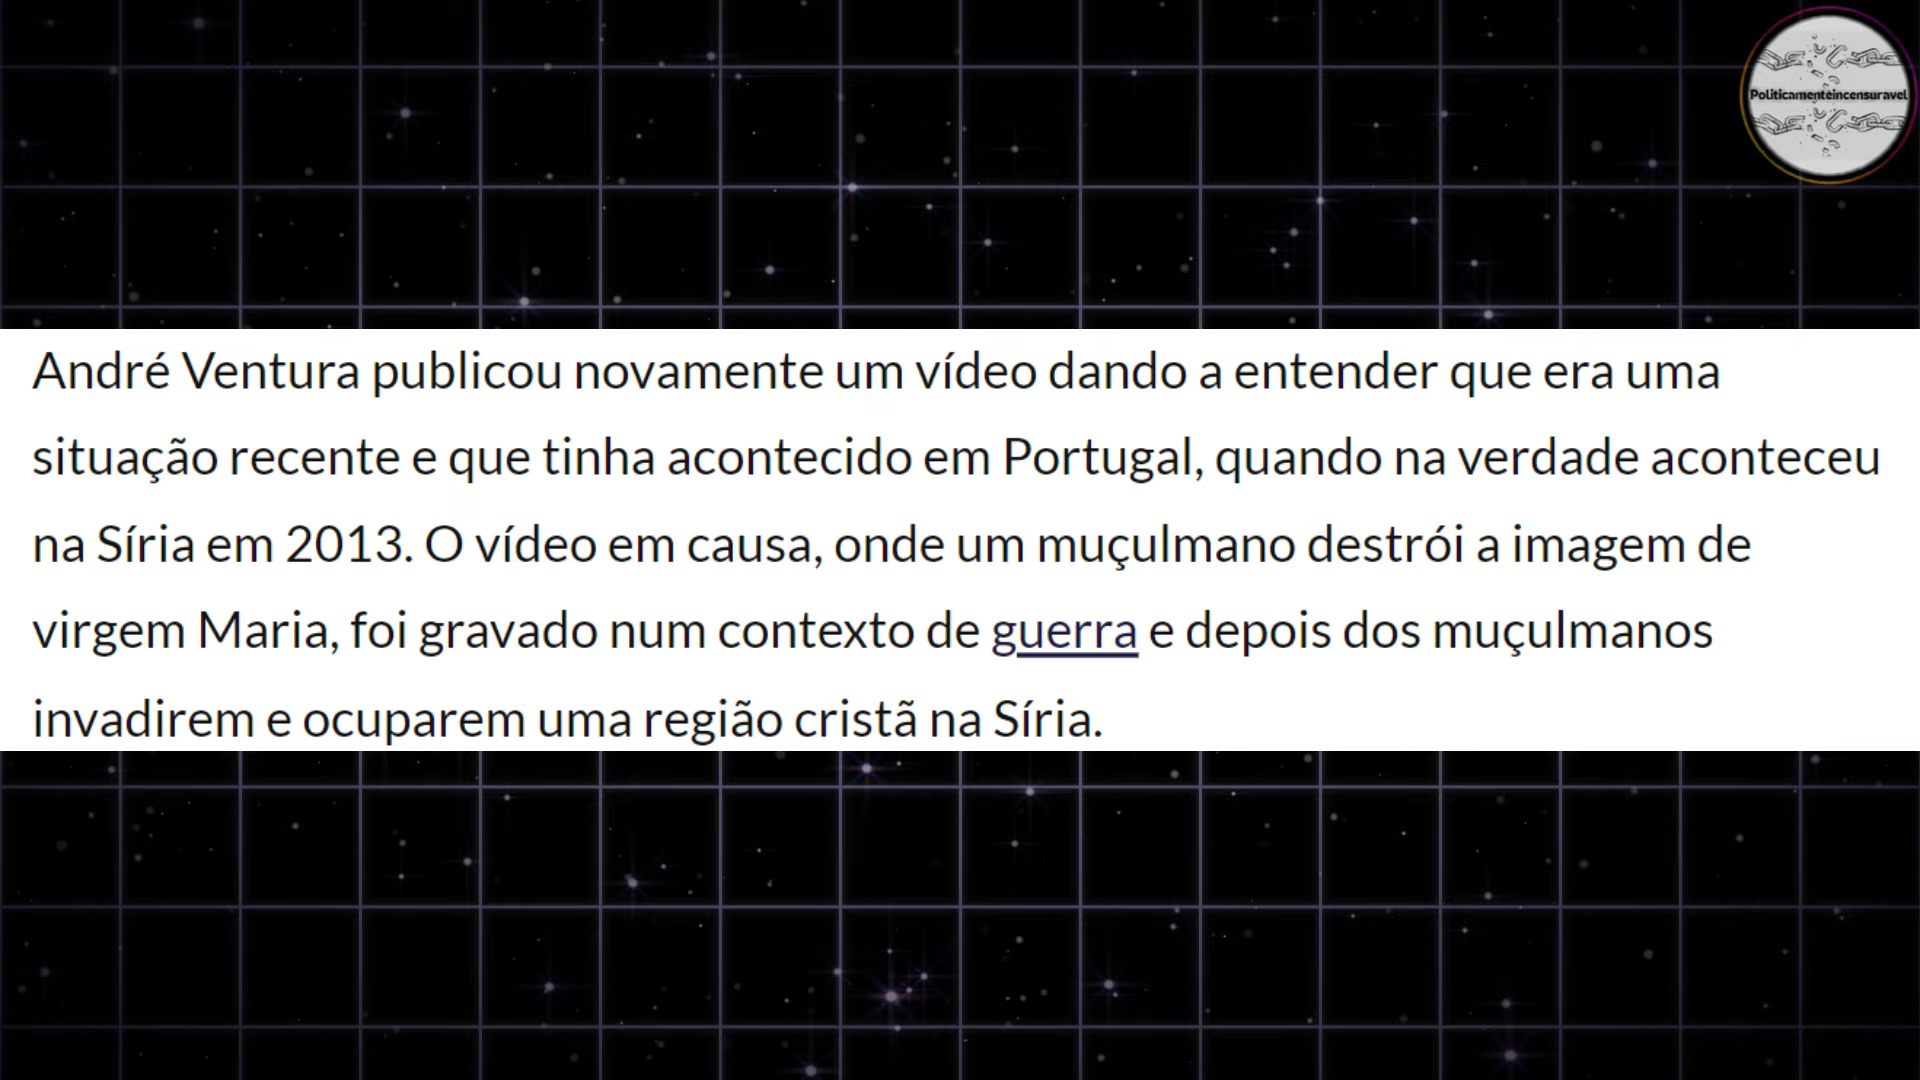 Politicamenteincensuravel
André Ventura publicou novamente um vídeo dando a entender que era uma
situação recente e que tinha acontecido em Portugal, quando na verdade aconteceu
na Síria em 2013. O vídeo em causa, onde um muçulmano destrói a imagem de
virgem Maria, foi gravado num contexto de guerra e depois dos muçulmanos
invadirem e ocuparem uma região cristã na Síria.